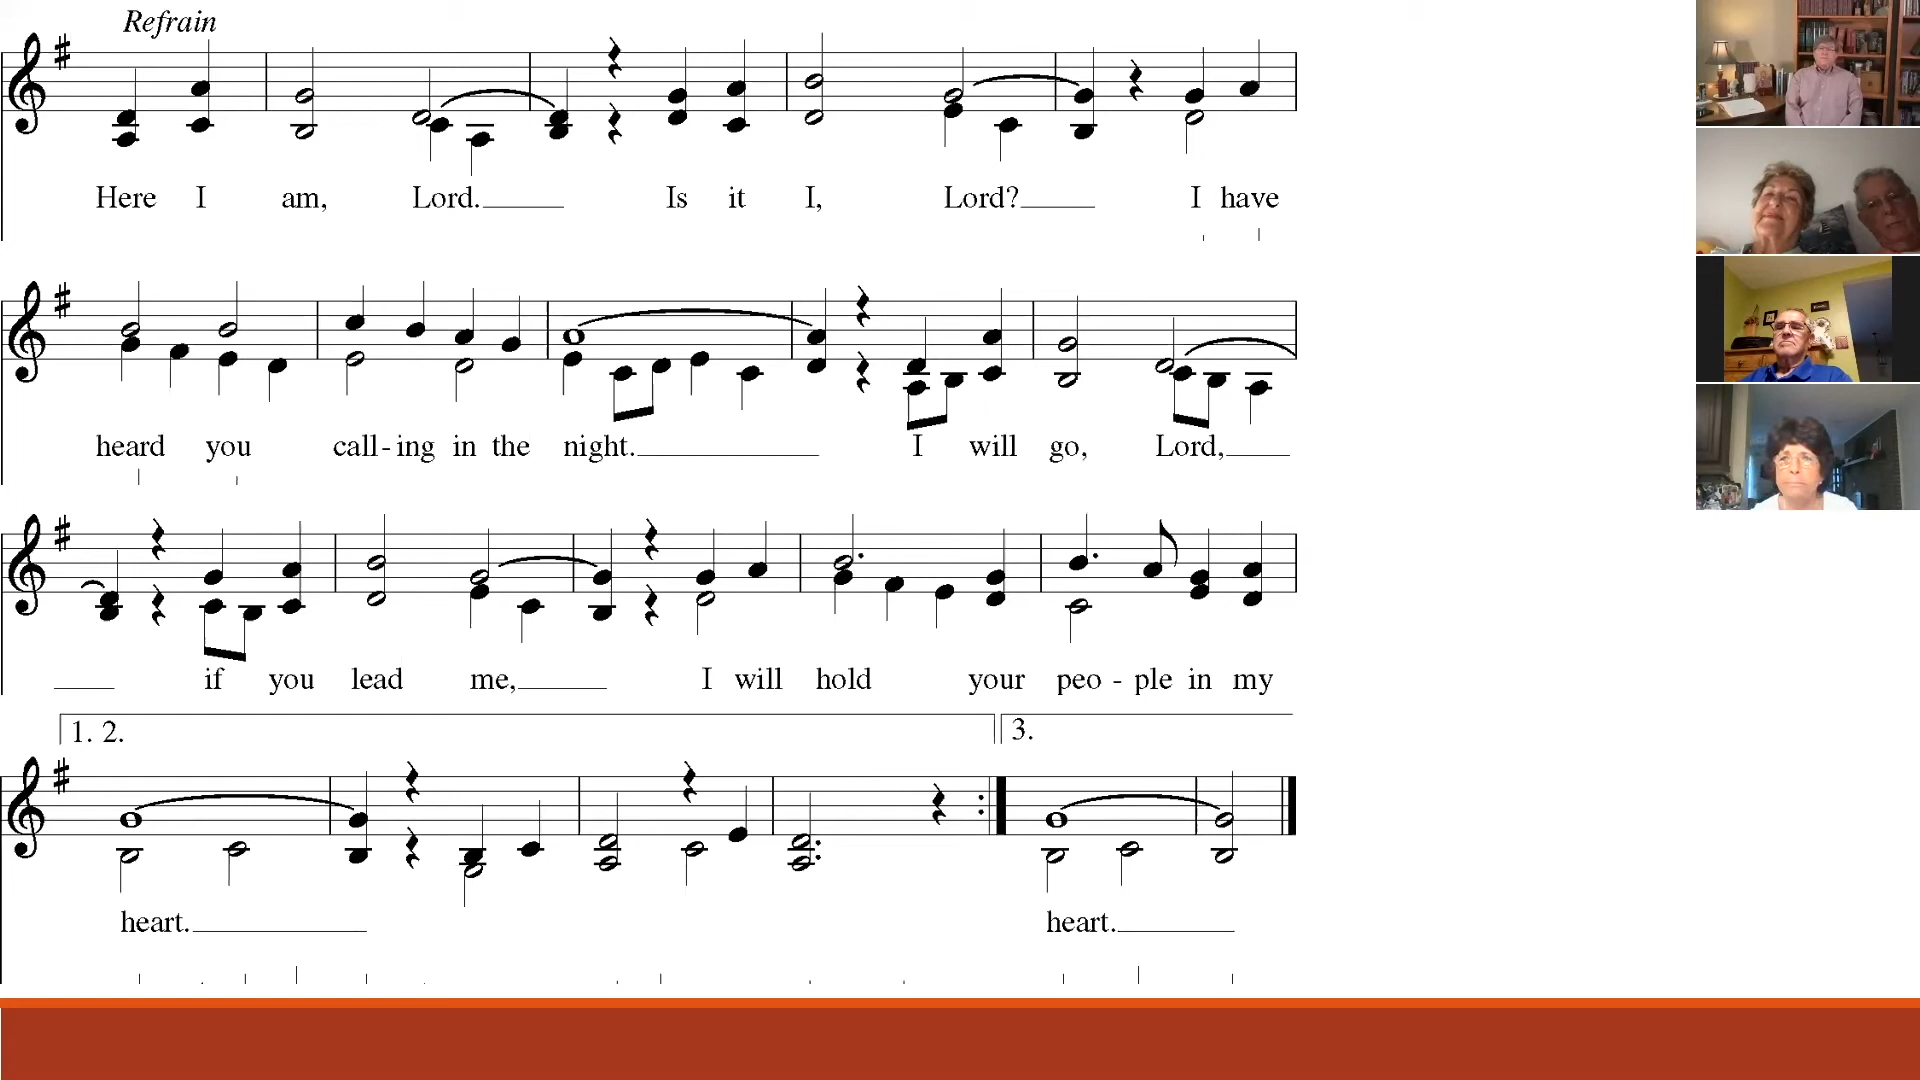 Refrain
Here I am, Lord. Is it I, Lord? I have
heard you call-ing in the night. I will go, Lord,
if you lead me, I will hold your peo - ple in my
1. 2. 3.
heart. heart.